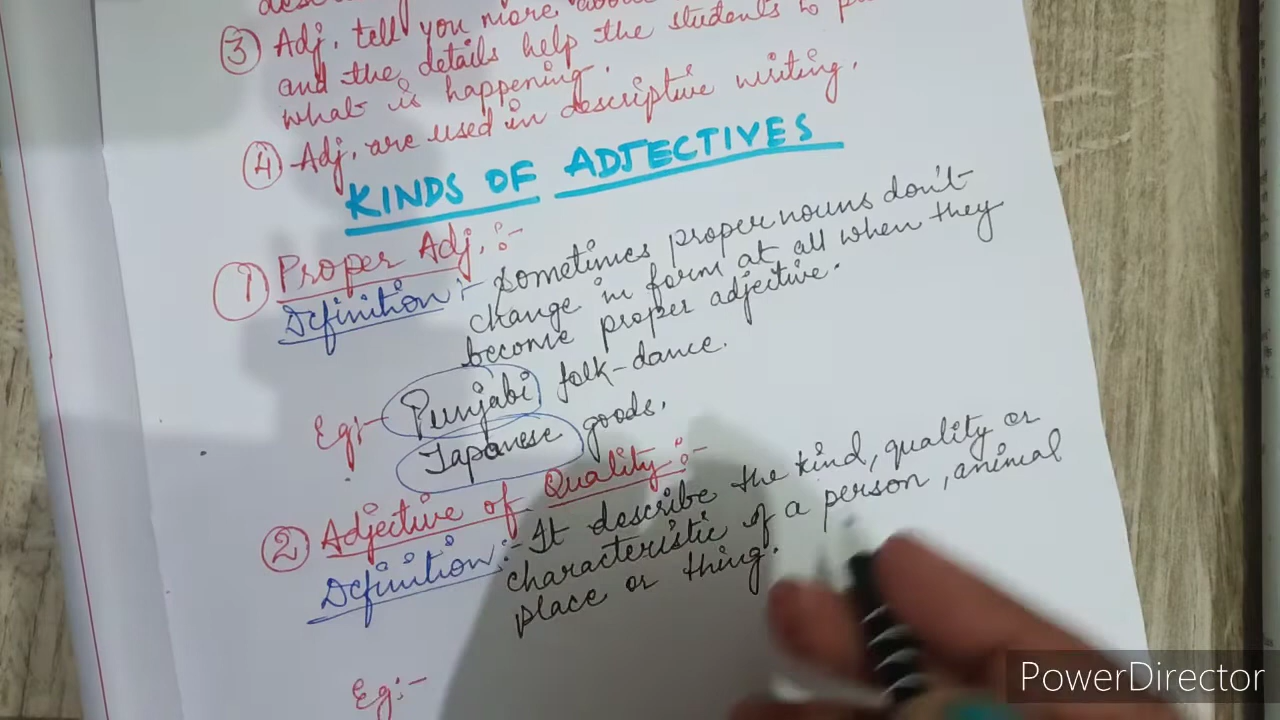 ③ Adj. tell you more
and the details help the students to
what is happening.
④ Adj. are used in descriptive writing.
KINDS OF ADJECTIVES
① Proper Adj. :-
Definition :- Sometimes proper nouns don't
change in form at all when they
become proper adjective.
Eg:- Punjabi folk-dance.
Japanese goods.
② Adjective of Quality :-
Definition :- It describe the kind, quality or
characteristic of a person, animal
place or thing.
Eg:-
PowerDirector